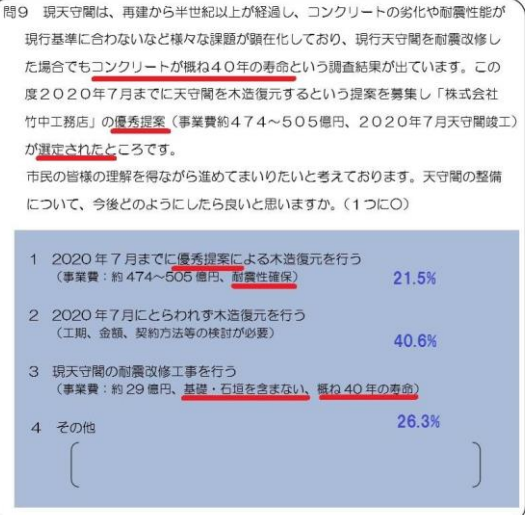 問9　現天守閣は、再建から半世紀以上が経過し、コンクリートの劣化や耐震性能が
現行基準に合わないなど様々な課題が顕在化しており、現行天守閣を耐震改修し
た場合でもコンクリートが概ね40年の寿命という調査結果が出ています。この
度2020年7月までに天守閣を木造復元するという提案を募集し「株式会社
竹中工務店」の優秀提案（事業費約474～505億円、2020年7月天守閣竣工）
が選定されたところです。
市民の皆様の理解を得ながら進めてまいりたいと考えております。天守閣の整備
について、今後どのようにしたら良いと思いますか。（1つに○）
1　2020年7月までに優秀提案による木造復元を行う
（事業費：約474～505億円、耐震性確保）
21.5%
2　2020年7月にとらわれず木造復元を行う
（工期、金額、契約方法等の検討が必要）
40.6%
3　現天守閣の耐震改修工事を行う
（事業費：約29億円、基礎・石垣を含まない、概ね40年の寿命）
26.3%
4　その他